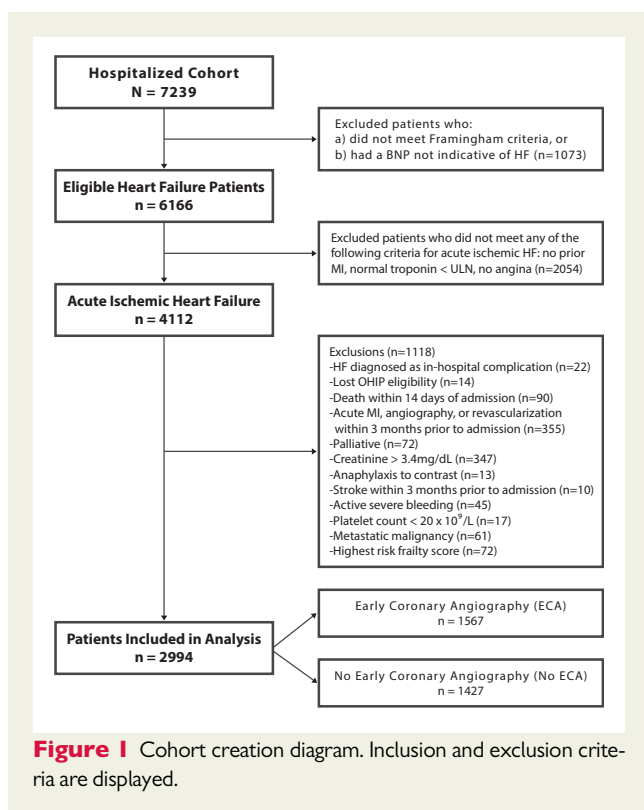 Hospitalized Cohort
N = 7239
Excluded patients who:
a) did not meet Framingham criteria, or
b) had a BNP not indicative of HF (n=1073)
Eligible Heart Failure Patients
n = 6166
Excluded patients who did not meet any of the
following criteria for acute ischemic HF: no prior
MI, normal troponin < ULN, no angina (n=2054)
Acute Ischemic Heart Failure
n = 4112
Exclusions (n=1118)
-HF diagnosed as in-hospital complication (n=22)
-Lost OHIP eligibility (n=14)
-Death within 14 days of admission (n=90)
-Acute MI, angiography, or revascularization
within 3 months prior to admission (n=355)
-Palliative (n=72)
-Creatinine > 3.4mg/dL (n=347)
-Anaphylaxis to contrast (n=13)
-Stroke within 3 months prior to admission (n=10)
-Active severe bleeding (n=45)
-Platelet count < 20 x 10⁹/L (n=17)
-Metastatic malignancy (n=61)
-Highest risk frailty score (n=72)
Early Coronary Angiography (ECA)
n = 1567
Patients Included in Analysis
n = 2994
No Early Coronary Angiography (No ECA)
n = 1427
Figure 1 Cohort creation diagram. Inclusion and exclusion crite-
ria are displayed.